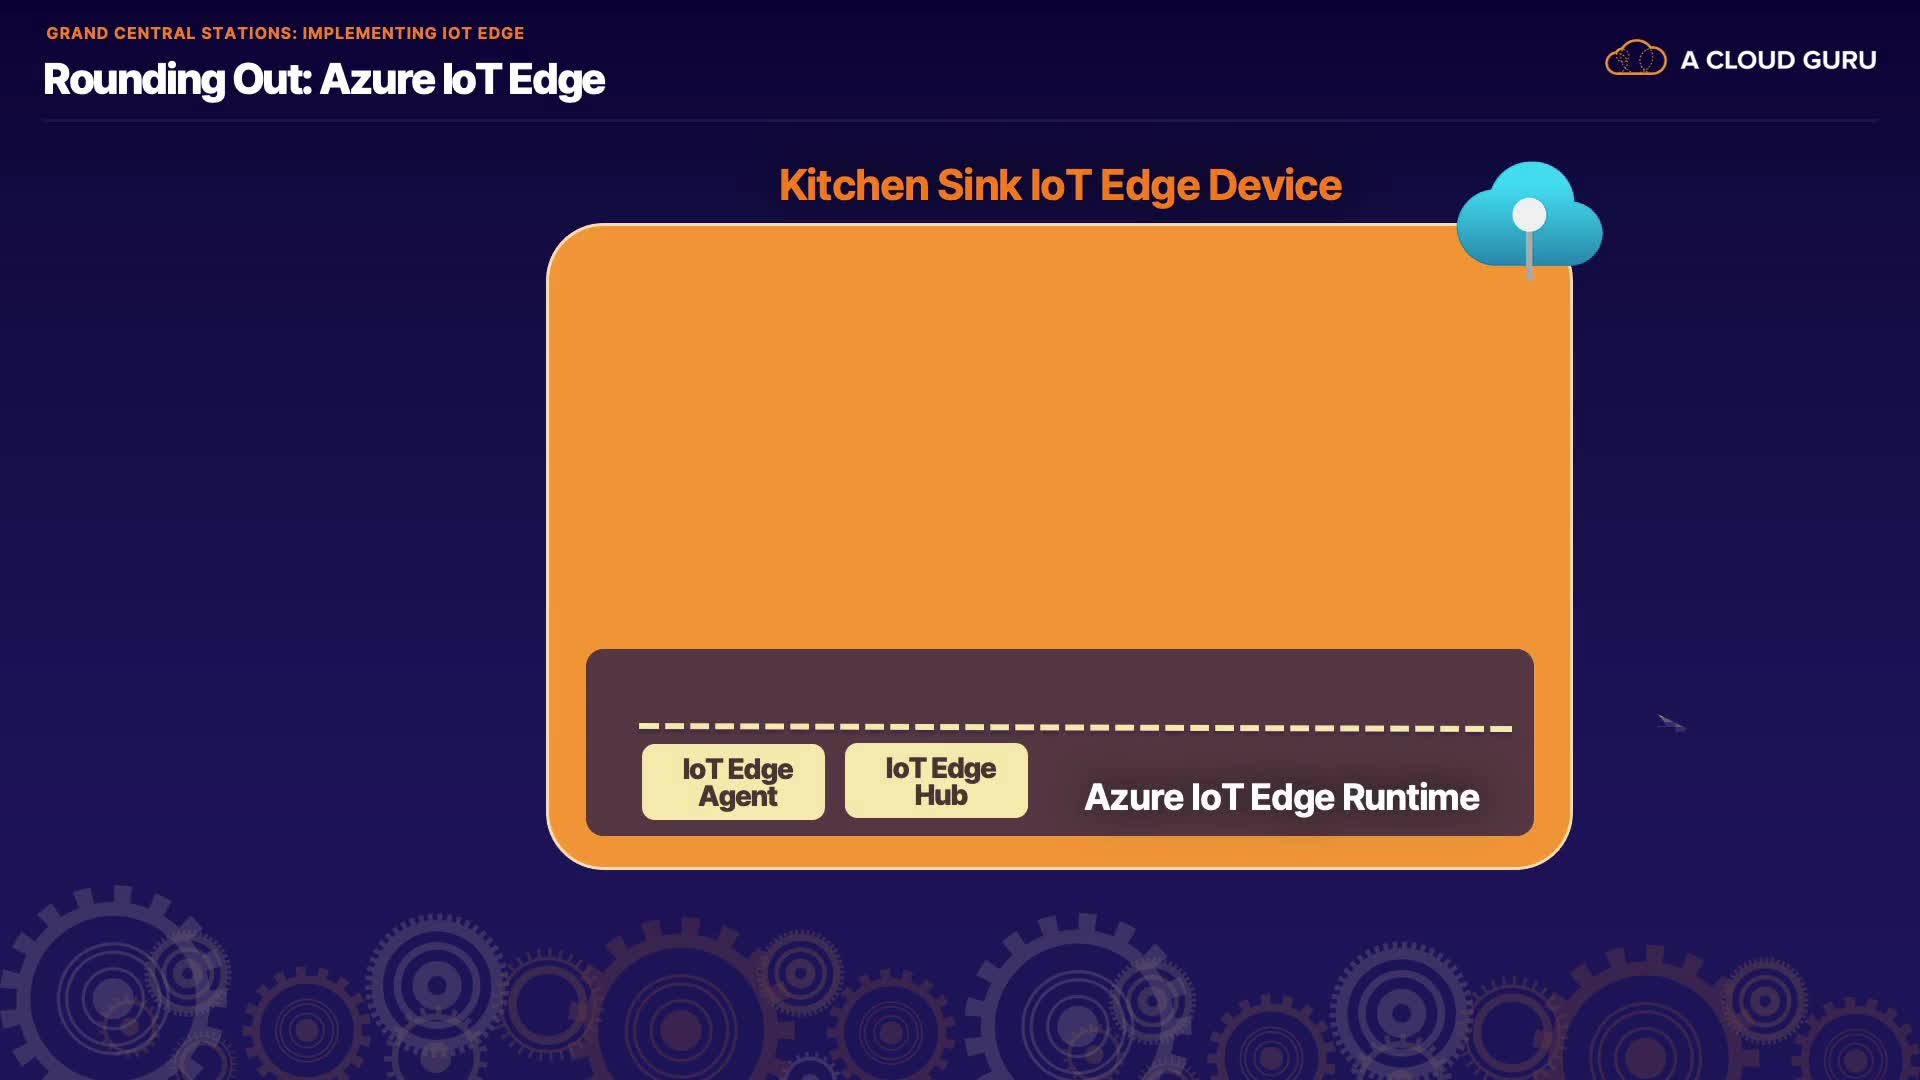 GRAND CENTRAL STATIONS: IMPLEMENTING IOT EDGE
Rounding Out: Azure IoT Edge
A CLOUD GURU
Kitchen Sink IoT Edge Device
IoT Edge
Agent
IoT Edge
Hub
Azure IoT Edge Runtime